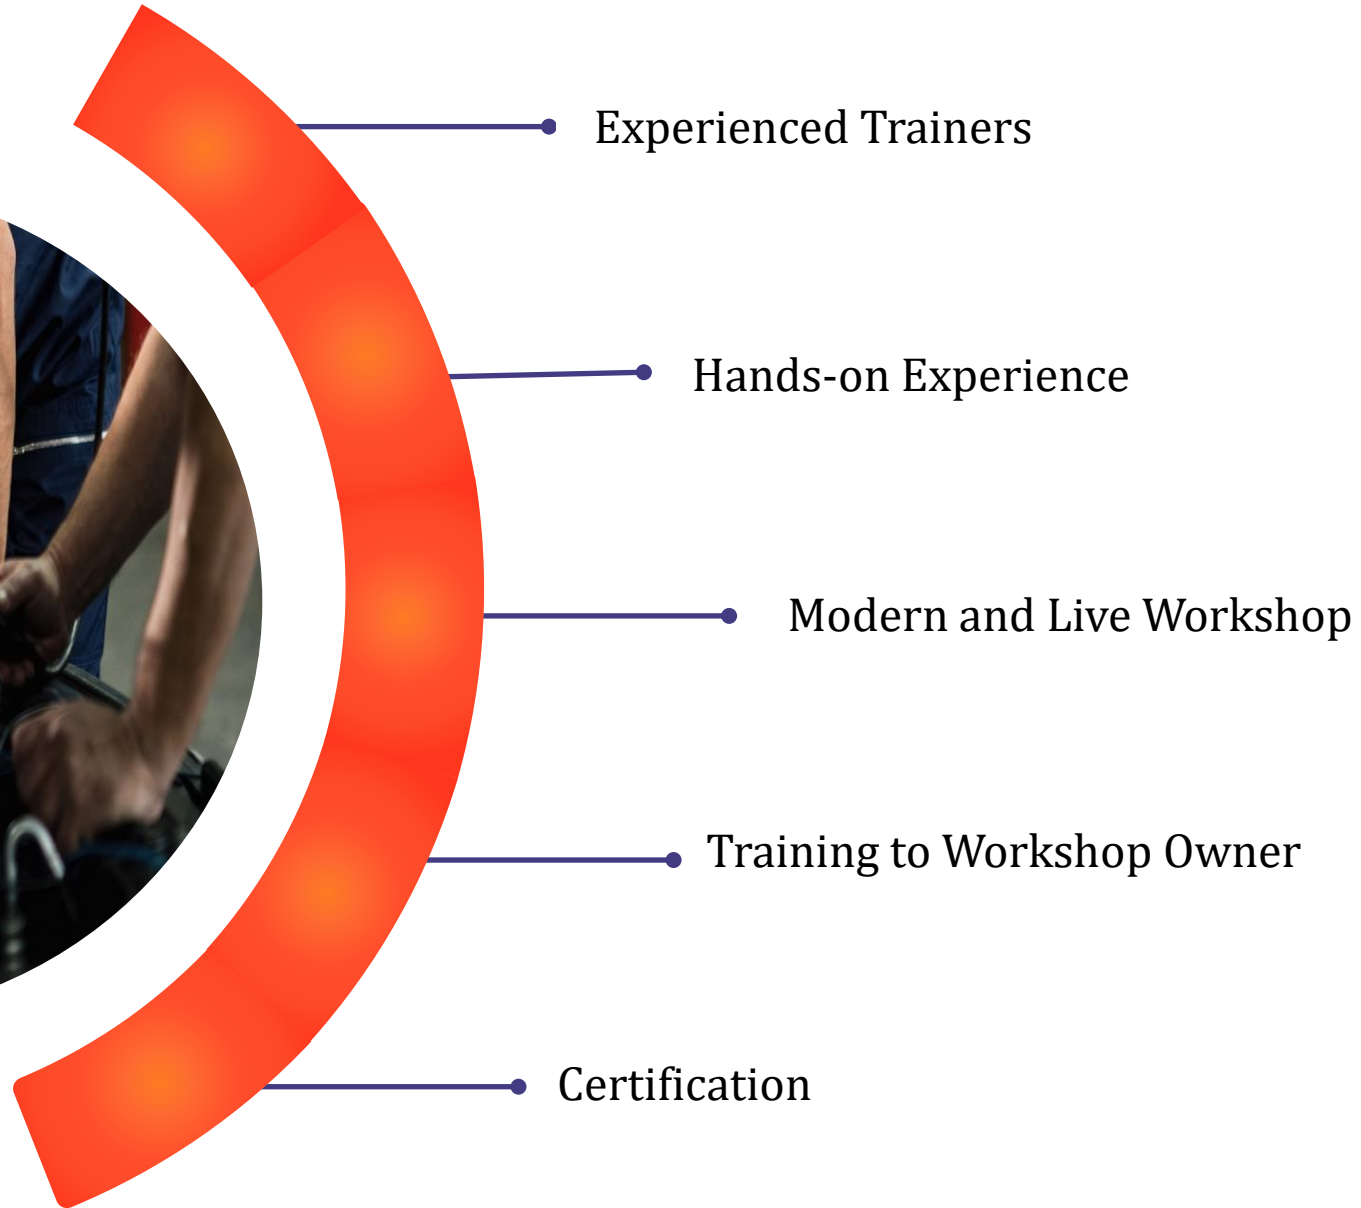 Experienced Trainers
Hands-on Experience
Modern and Live Workshop
Training to Workshop Owner
Certification